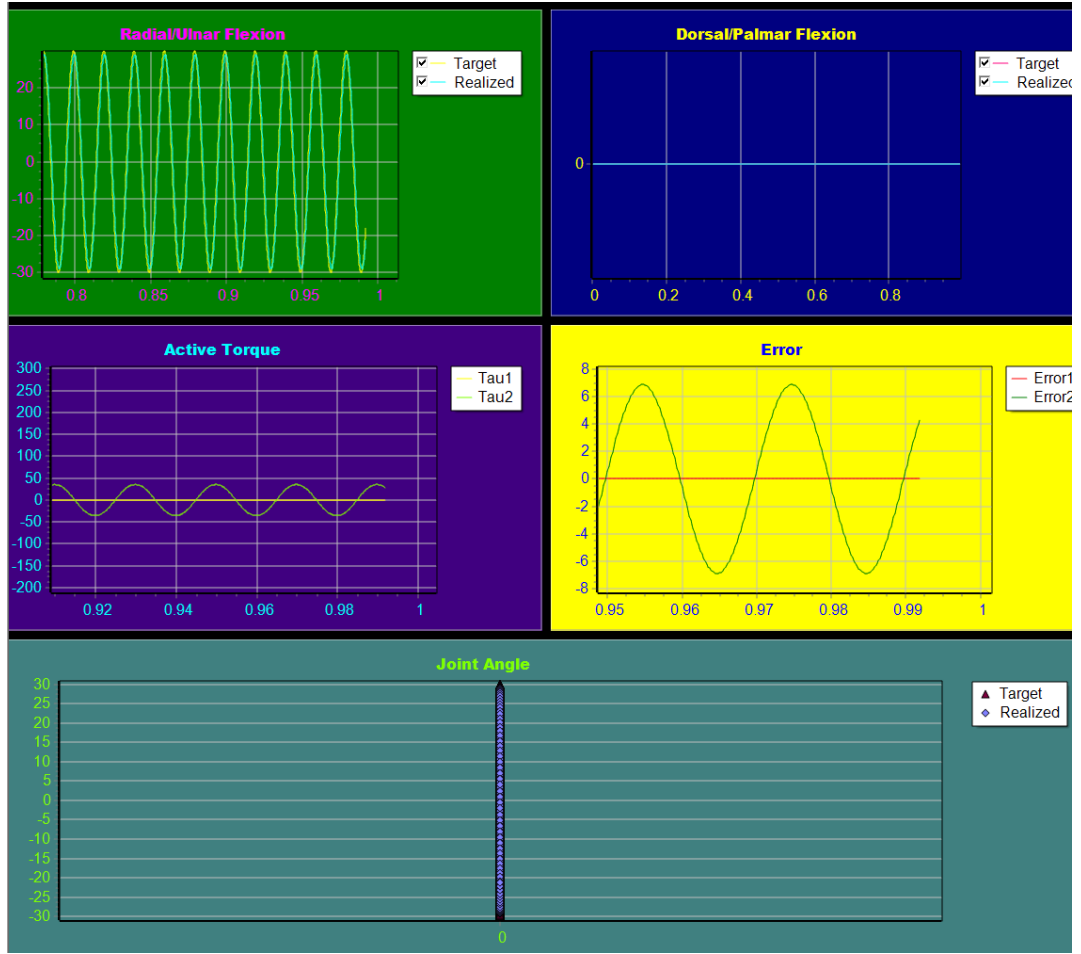 Radial/Ulnar Flexion
20
10
0
-10
-20
-30
0.8 0.85 0.9 0.95 1
Target
Realized
Dorsal/Palmar Flexion
0
0 0.2 0.4 0.6 0.8
Target
Realized
Active Torque
300
250
200
150
100
50
0
-50
-100
-150
-200
0.92 0.94 0.96 0.98 1
Tau1
Tau2
Error
8
6
4
2
0
-2
-4
-6
-8
0.95 0.96 0.97 0.98 0.99 1
Error1
Error2
Joint Angle
30
25
20
15
10
5
0
-5
-10
-15
-20
-25
-30
0
Target
Realized